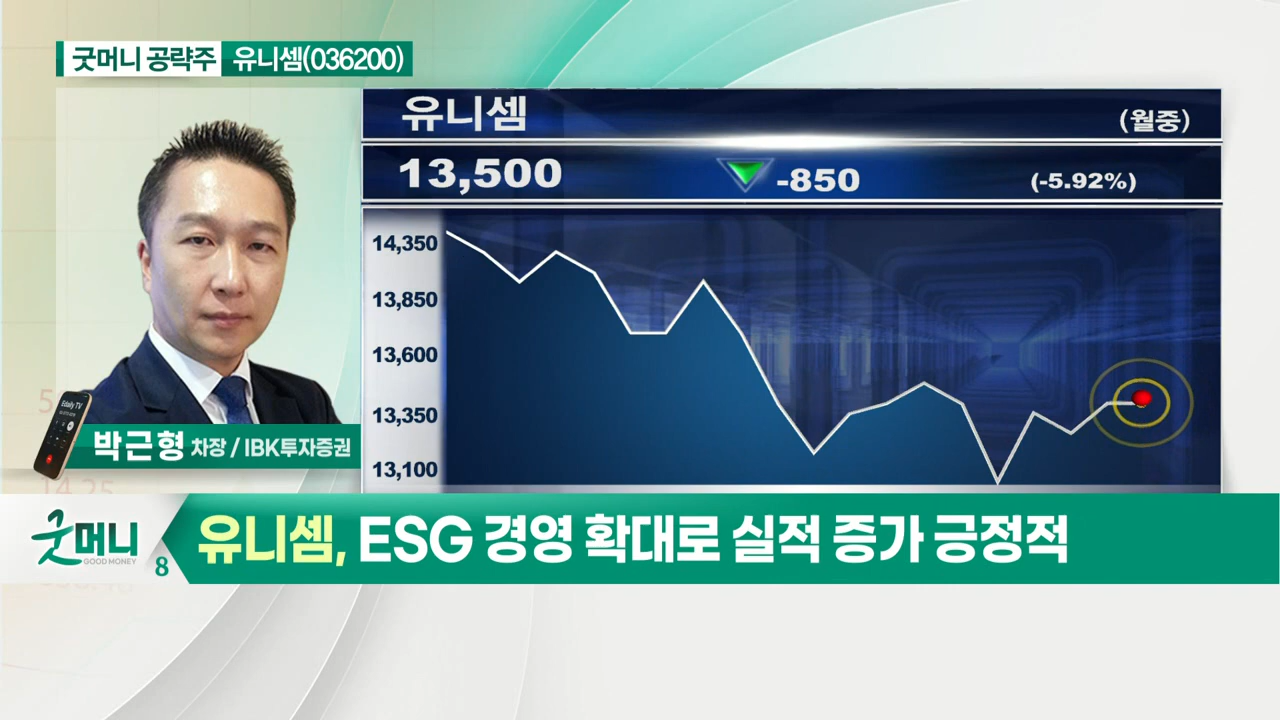 굿머니 공략주 유니셈(036200)
유니셈 (월중)
13,500 -850 (-5.92%)
14,350
13,850
13,600
13,350
13,100
Edaily TV
박근형 차장 / IBK투자증권
굿머니
GOOD MONEY
8
유니셈, ESG 경영 확대로 실적 증가 긍정적